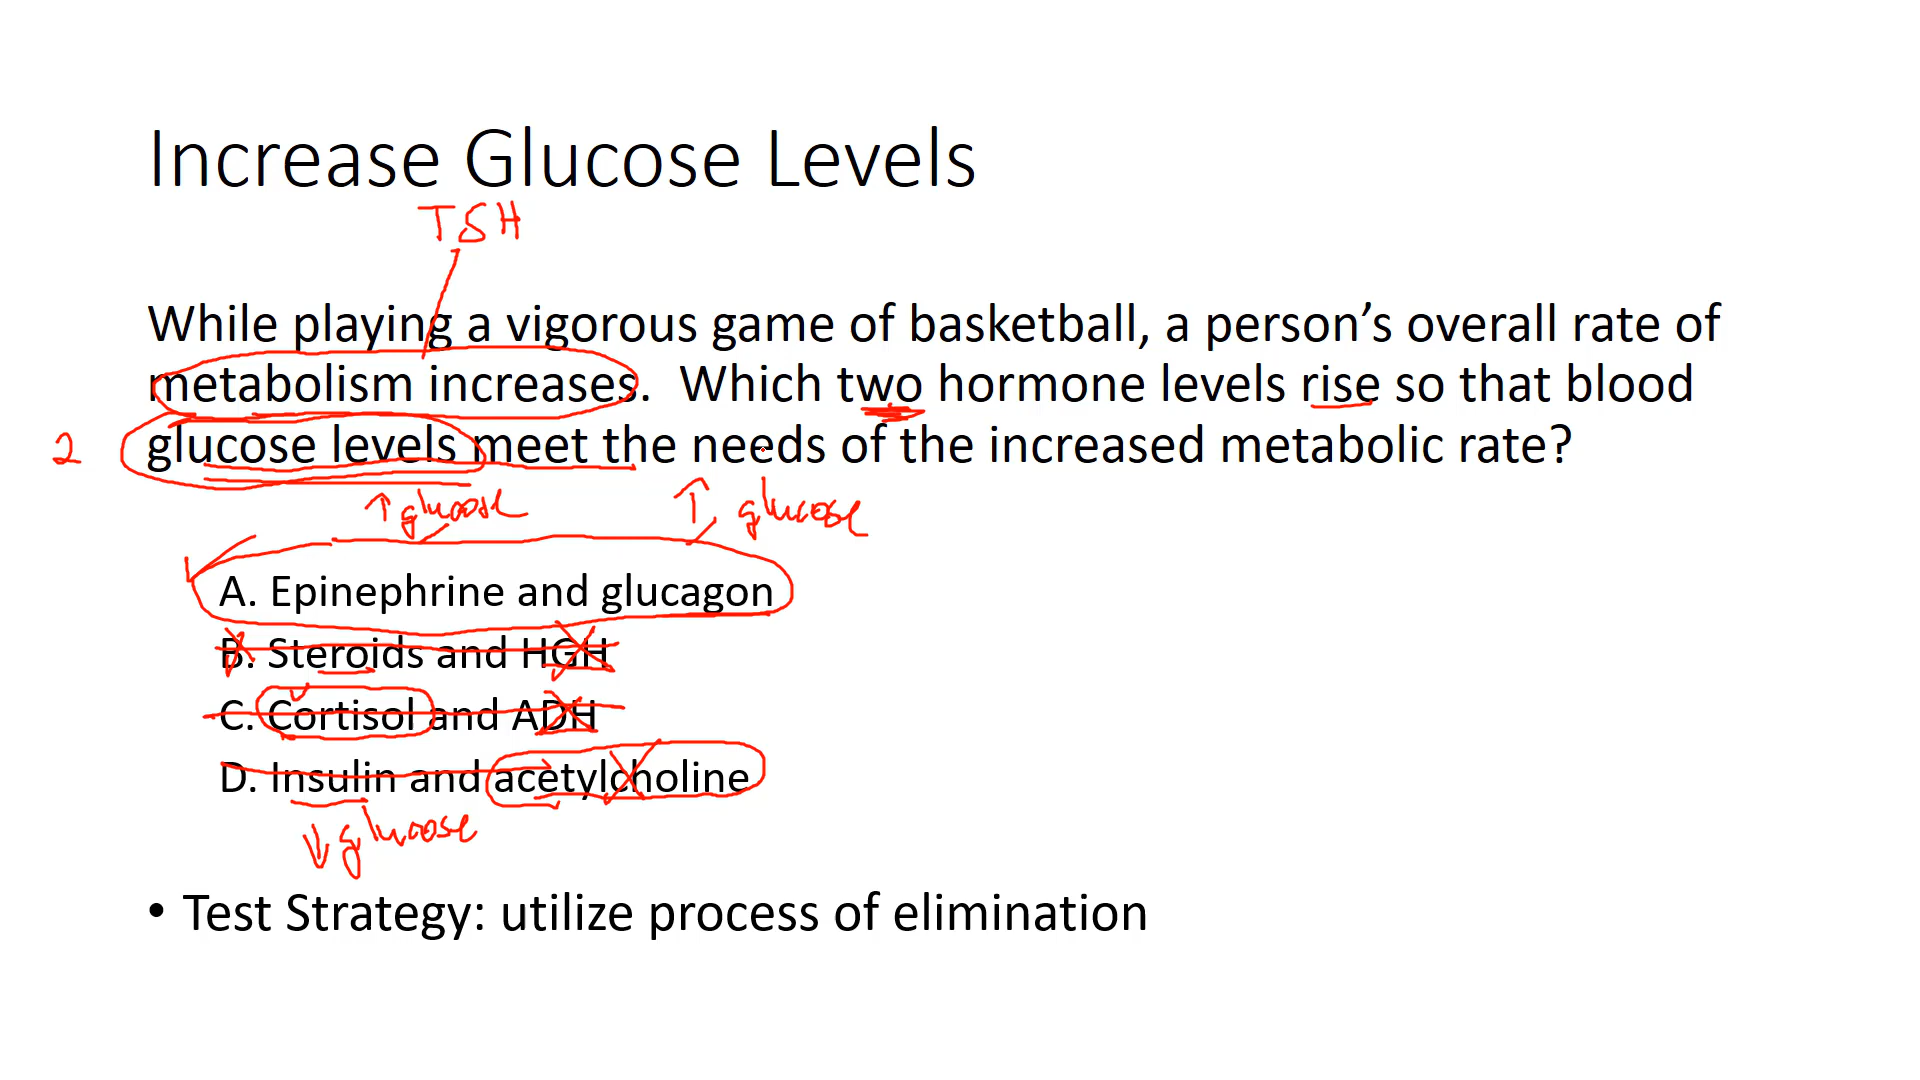 Increase Glucose Levels
TSH
While playing a vigorous game of basketball, a person’s overall rate of
metabolism increases. Which two hormone levels rise so that blood
2 glucose levels meet the needs of the increased metabolic rate?
↑ glucose ↑ glucose
A. Epinephrine and glucagon
B. Steroids and HGH
C. Cortisol and ADH
D. Insulin and acetylcholine
↓ glucose
• Test Strategy: utilize process of elimination